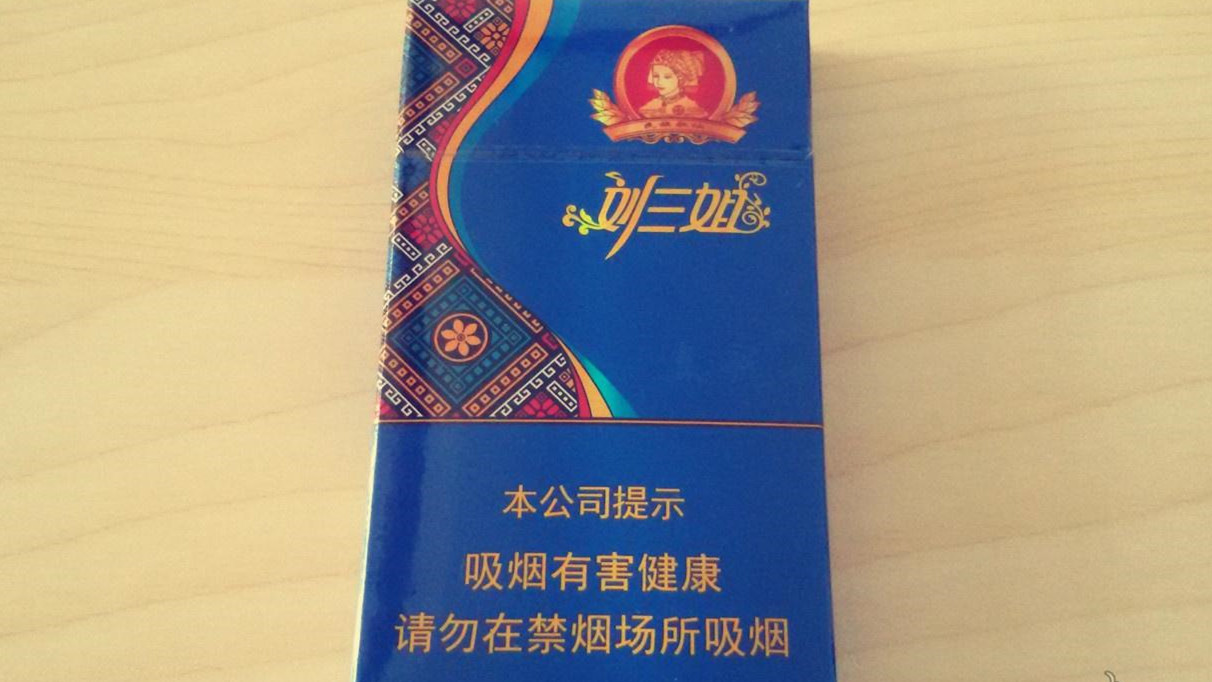 刘三姐
本公司提示
吸烟有害健康
请勿在禁烟场所吸烟